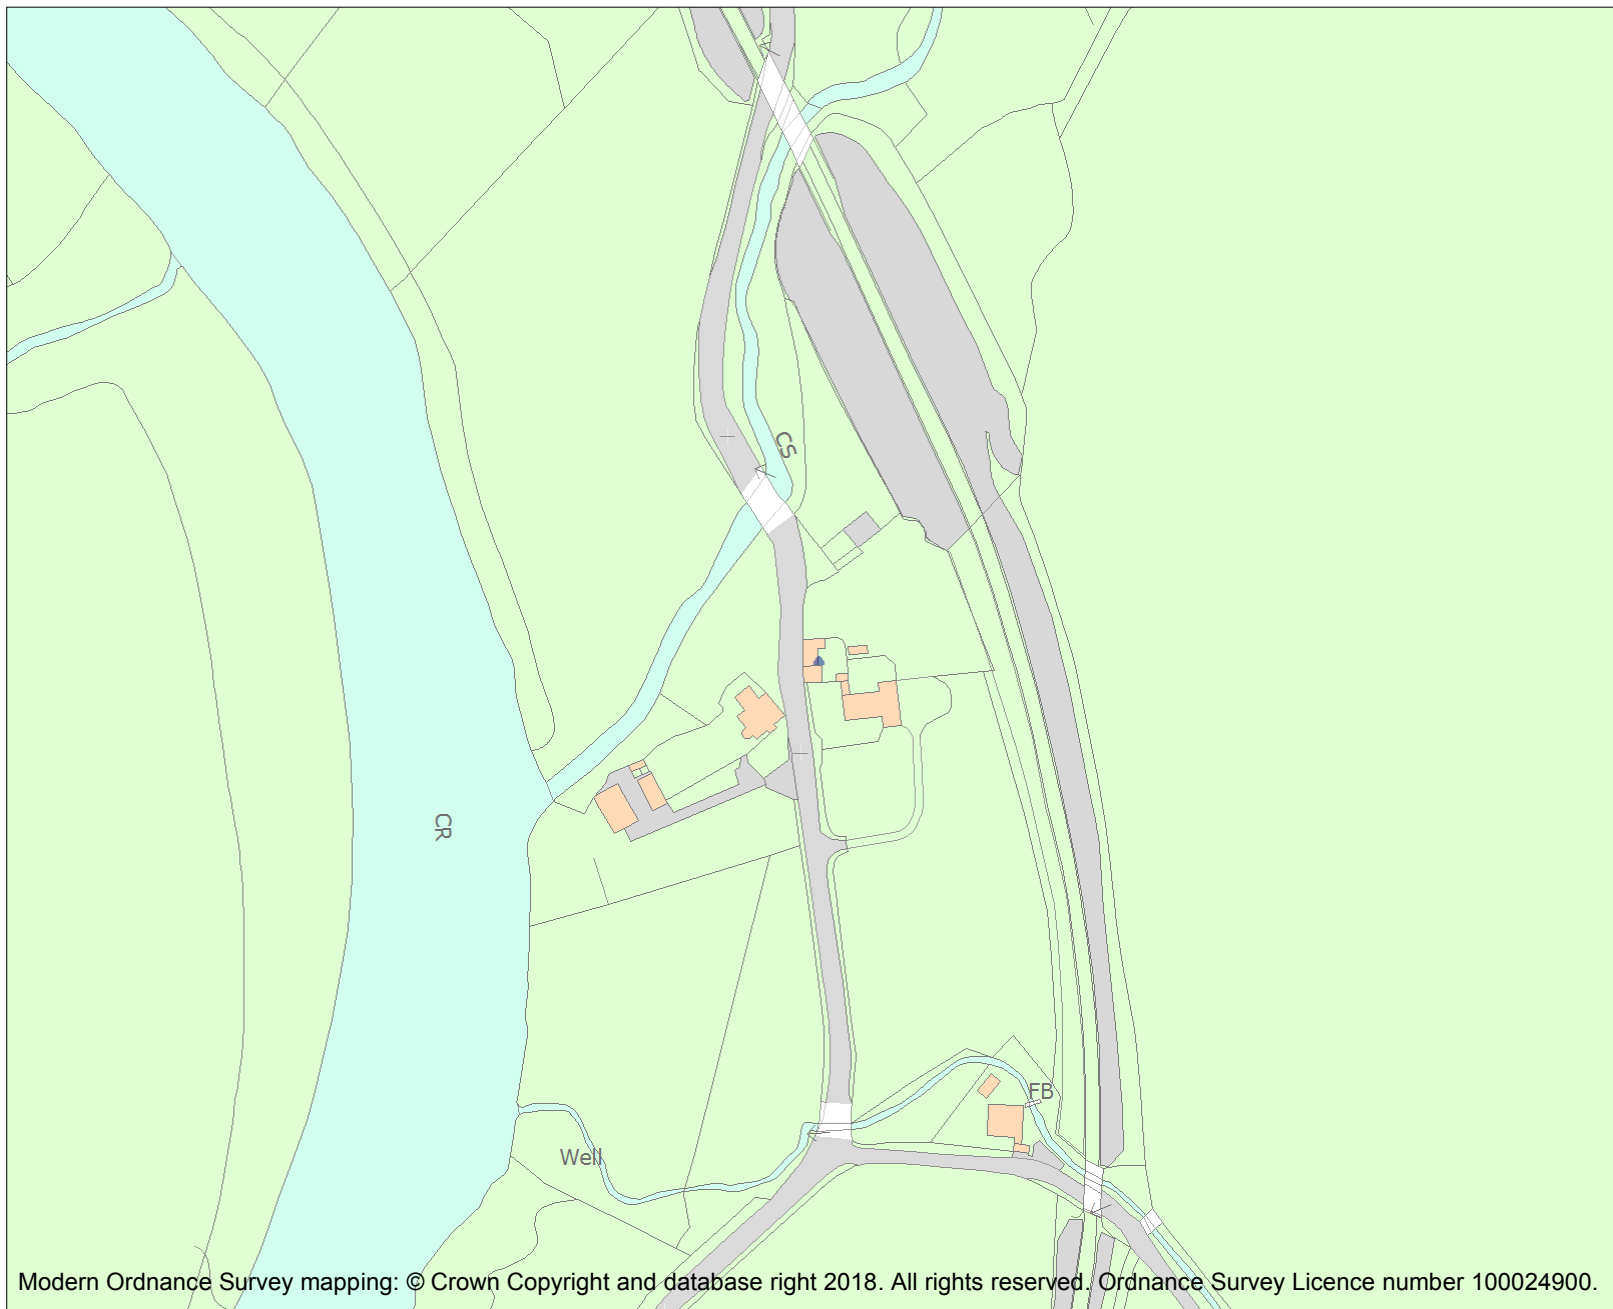 CS
CR
FB
Well
Modern Ordnance Survey mapping: © Crown Copyright and database right 2018. All rights reserved. Ordnance Survey Licence number 100024900.